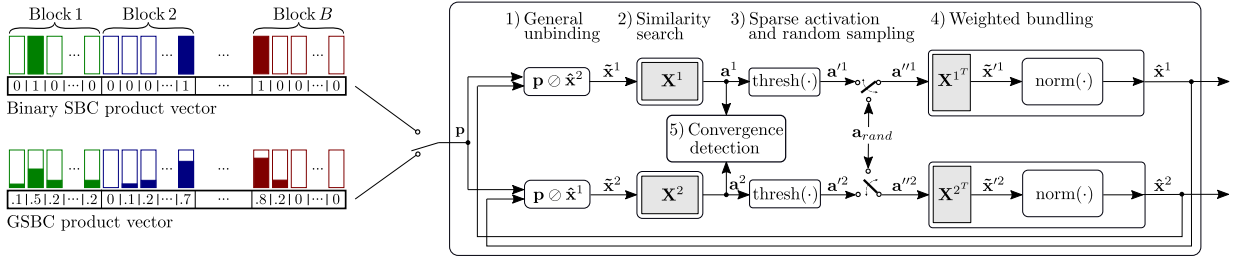 Block 1 Block 2 Block B
... ... ... ...
0 | 1 | 0 |...| 0 | 0 | 0 | 0 |...| 1 ... 1 | 0 | 0 |...| 0
Binary SBC product vector
... ... ... ...
.1 | .5 | .2 |...| .2 | 0 | .1 | .2 |...| .7 ... .8 | .2 | 0 |...| 0
GSBC product vector
p
1) General
unbinding
2) Similarity
search
3) Sparse activation
and random sampling
4) Weighted bundling
p ⊘ x̂² x̃¹ X¹ a¹ thresh(·) a′¹ a″¹ X¹ᵀ x̃′¹ norm(·) x̂¹
5) Convergence
detection
a_rand
p ⊘ x̂¹ x̃² X² a² thresh(·) a′² a″² X²ᵀ x̃′² norm(·) x̂²